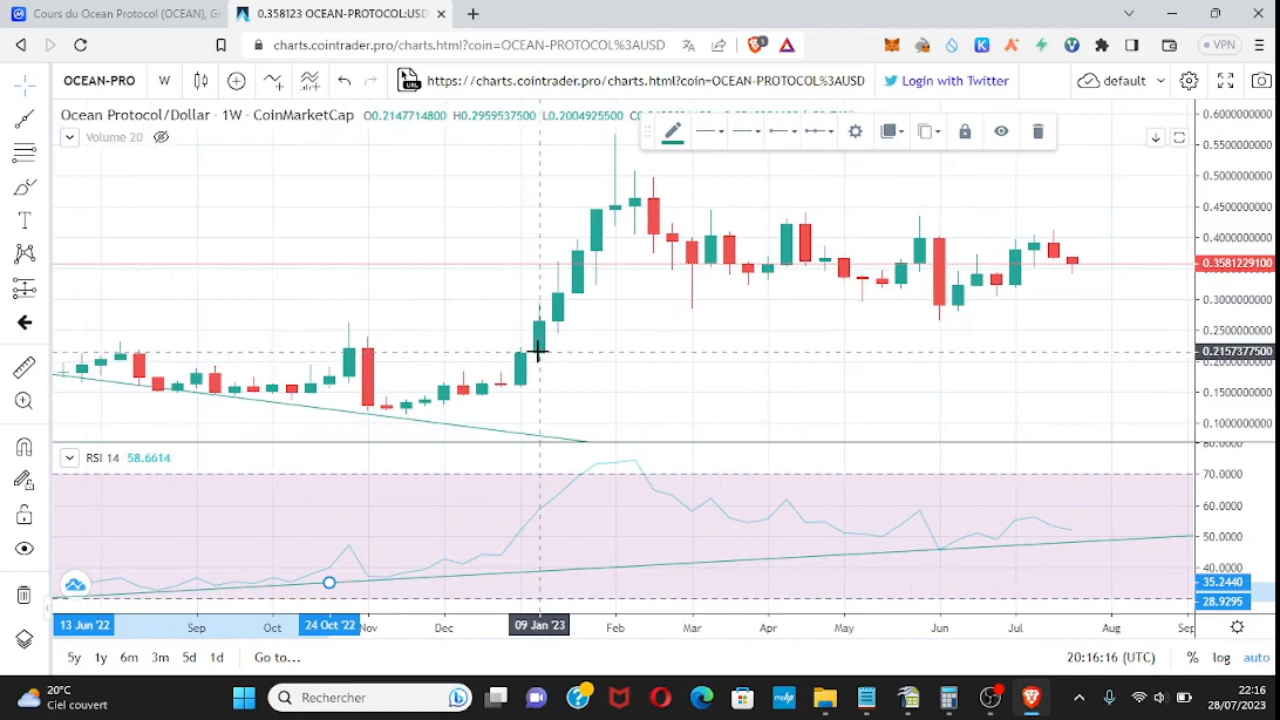 Cours du Ocean Protocol (OCEAN), Gr
0.358123 OCEAN-PROTOCOL:USD
charts.cointrader.pro/charts.html?coin=OCEAN-PROTOCOL%3AUSD
1
VPN
OCEAN-PRO
W
URL
https://charts.cointrader.pro/charts.html?coin=OCEAN-PROTOCOL%3AUSD
Login with Twitter
default
Ocean Protocol/Dollar · 1W · CoinMarketCap
O0.2147714800 H0.2959537500 L0.2004925500
Volume 20
0.6000000000
0.5500000000
0.5000000000
0.4500000000
0.4000000000
0.3581229100
0.3000000000
0.2500000000
0.2157377500
0.2000000000
0.1500000000
0.1000000000
RSI 14 58.6614
80.0000
70.0000
60.0000
50.0000
40.0000
35.2440
28.9295
13 Jun '22
Sep
Oct
24 Oct '22
Nov
Dec
09 Jan '23
Feb
Mar
Apr
May
Jun
Jul
Aug
Sep
5y 1y 6m 3m 5d 1d Go to...
20:16:16 (UTC) % log auto
20°C
Ciel couvert
Rechercher
22:16
28/07/2023